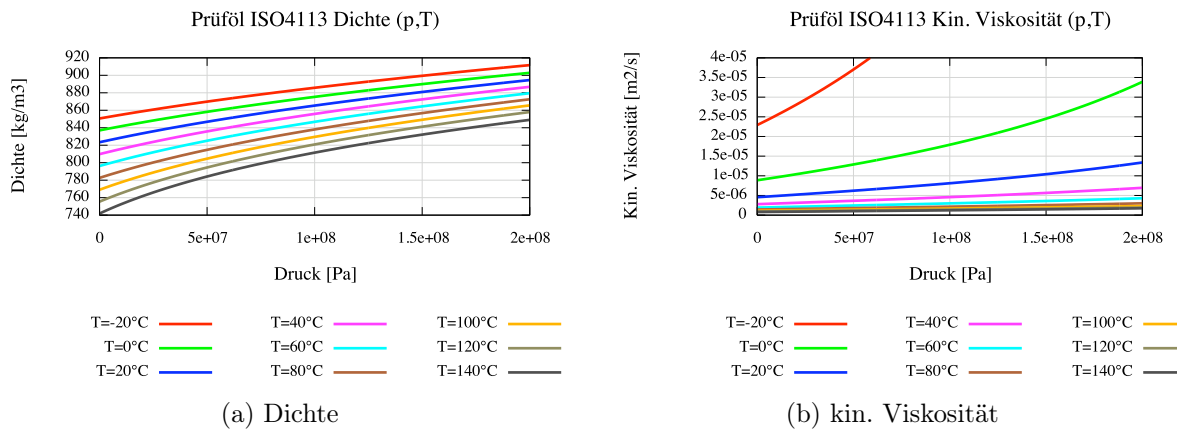 Prüföl ISO4113 Dichte (p,T)
Dichte [kg/m3]
920
900
880
860
840
820
800
780
760
740
0 5e+07 1e+08 1.5e+08 2e+08
Druck [Pa]
T=-20°C T=40°C T=100°C
T=0°C T=60°C T=120°C
T=20°C T=80°C T=140°C
(a) Dichte
Prüföl ISO4113 Kin. Viskosität (p,T)
Kin. Viskosität [m2/s]
4e-05
3.5e-05
3e-05
2.5e-05
2e-05
1.5e-05
1e-05
5e-06
0
0 5e+07 1e+08 1.5e+08 2e+08
Druck [Pa]
T=-20°C T=40°C T=100°C
T=0°C T=60°C T=120°C
T=20°C T=80°C T=140°C
(b) kin. Viskosität